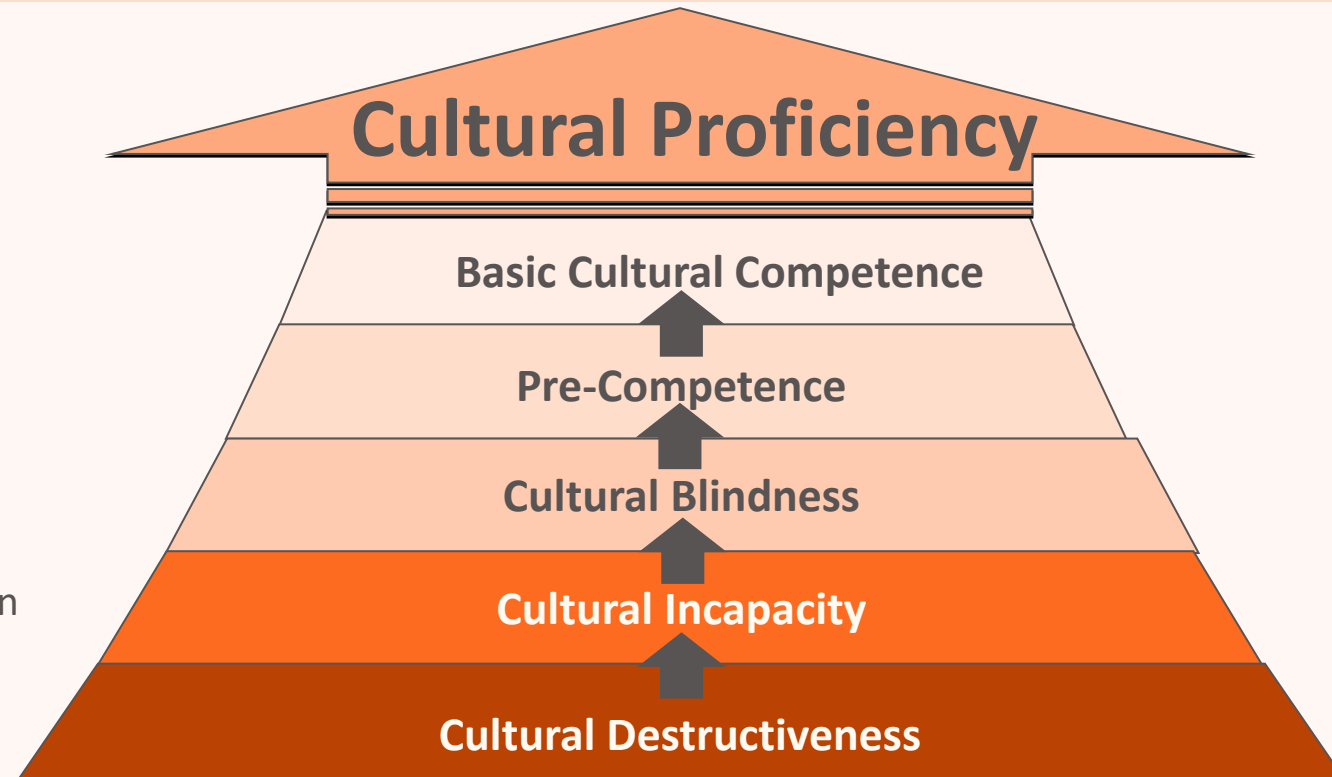 Cultural Proficiency
Basic Cultural Competence
Pre-Competence
Cultural Blindness
Cultural Incapacity
Cultural Destructiveness